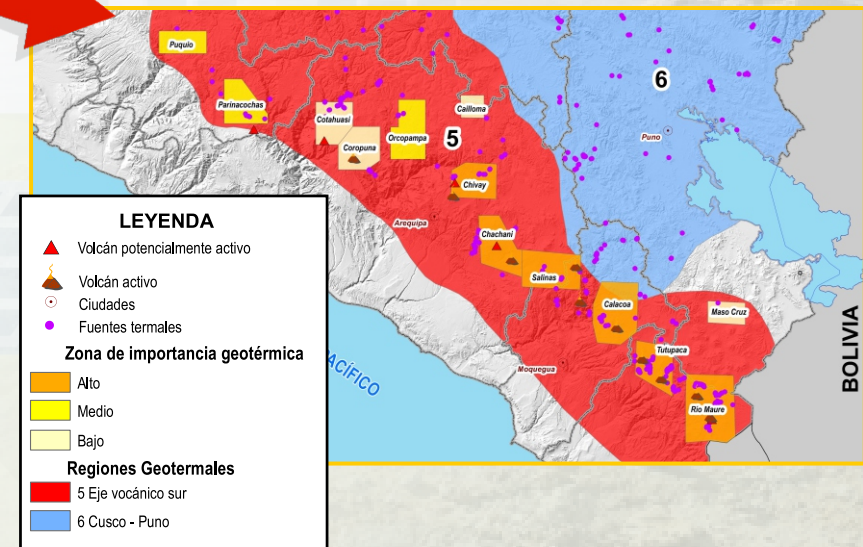 Puquio
6
Parinacochas
Cailloma
Cotahuasi
Orcopampa
5
Puno
Coropuna
Chivay
LEYENDA
Volcán potencialmente activo
Volcán activo
Ciudades
Fuentes termales
Zona de importancia geotérmica
Alto
Medio
Bajo
Regiones Geotermales
5 Eje vocánico sur
6 Cusco - Puno
Arequipa
Chachani
Salinas
Calacoa
Maso Cruz
Tutupaca
Moquegua
Rio Maure
ACÍFICO
BOLIVIA